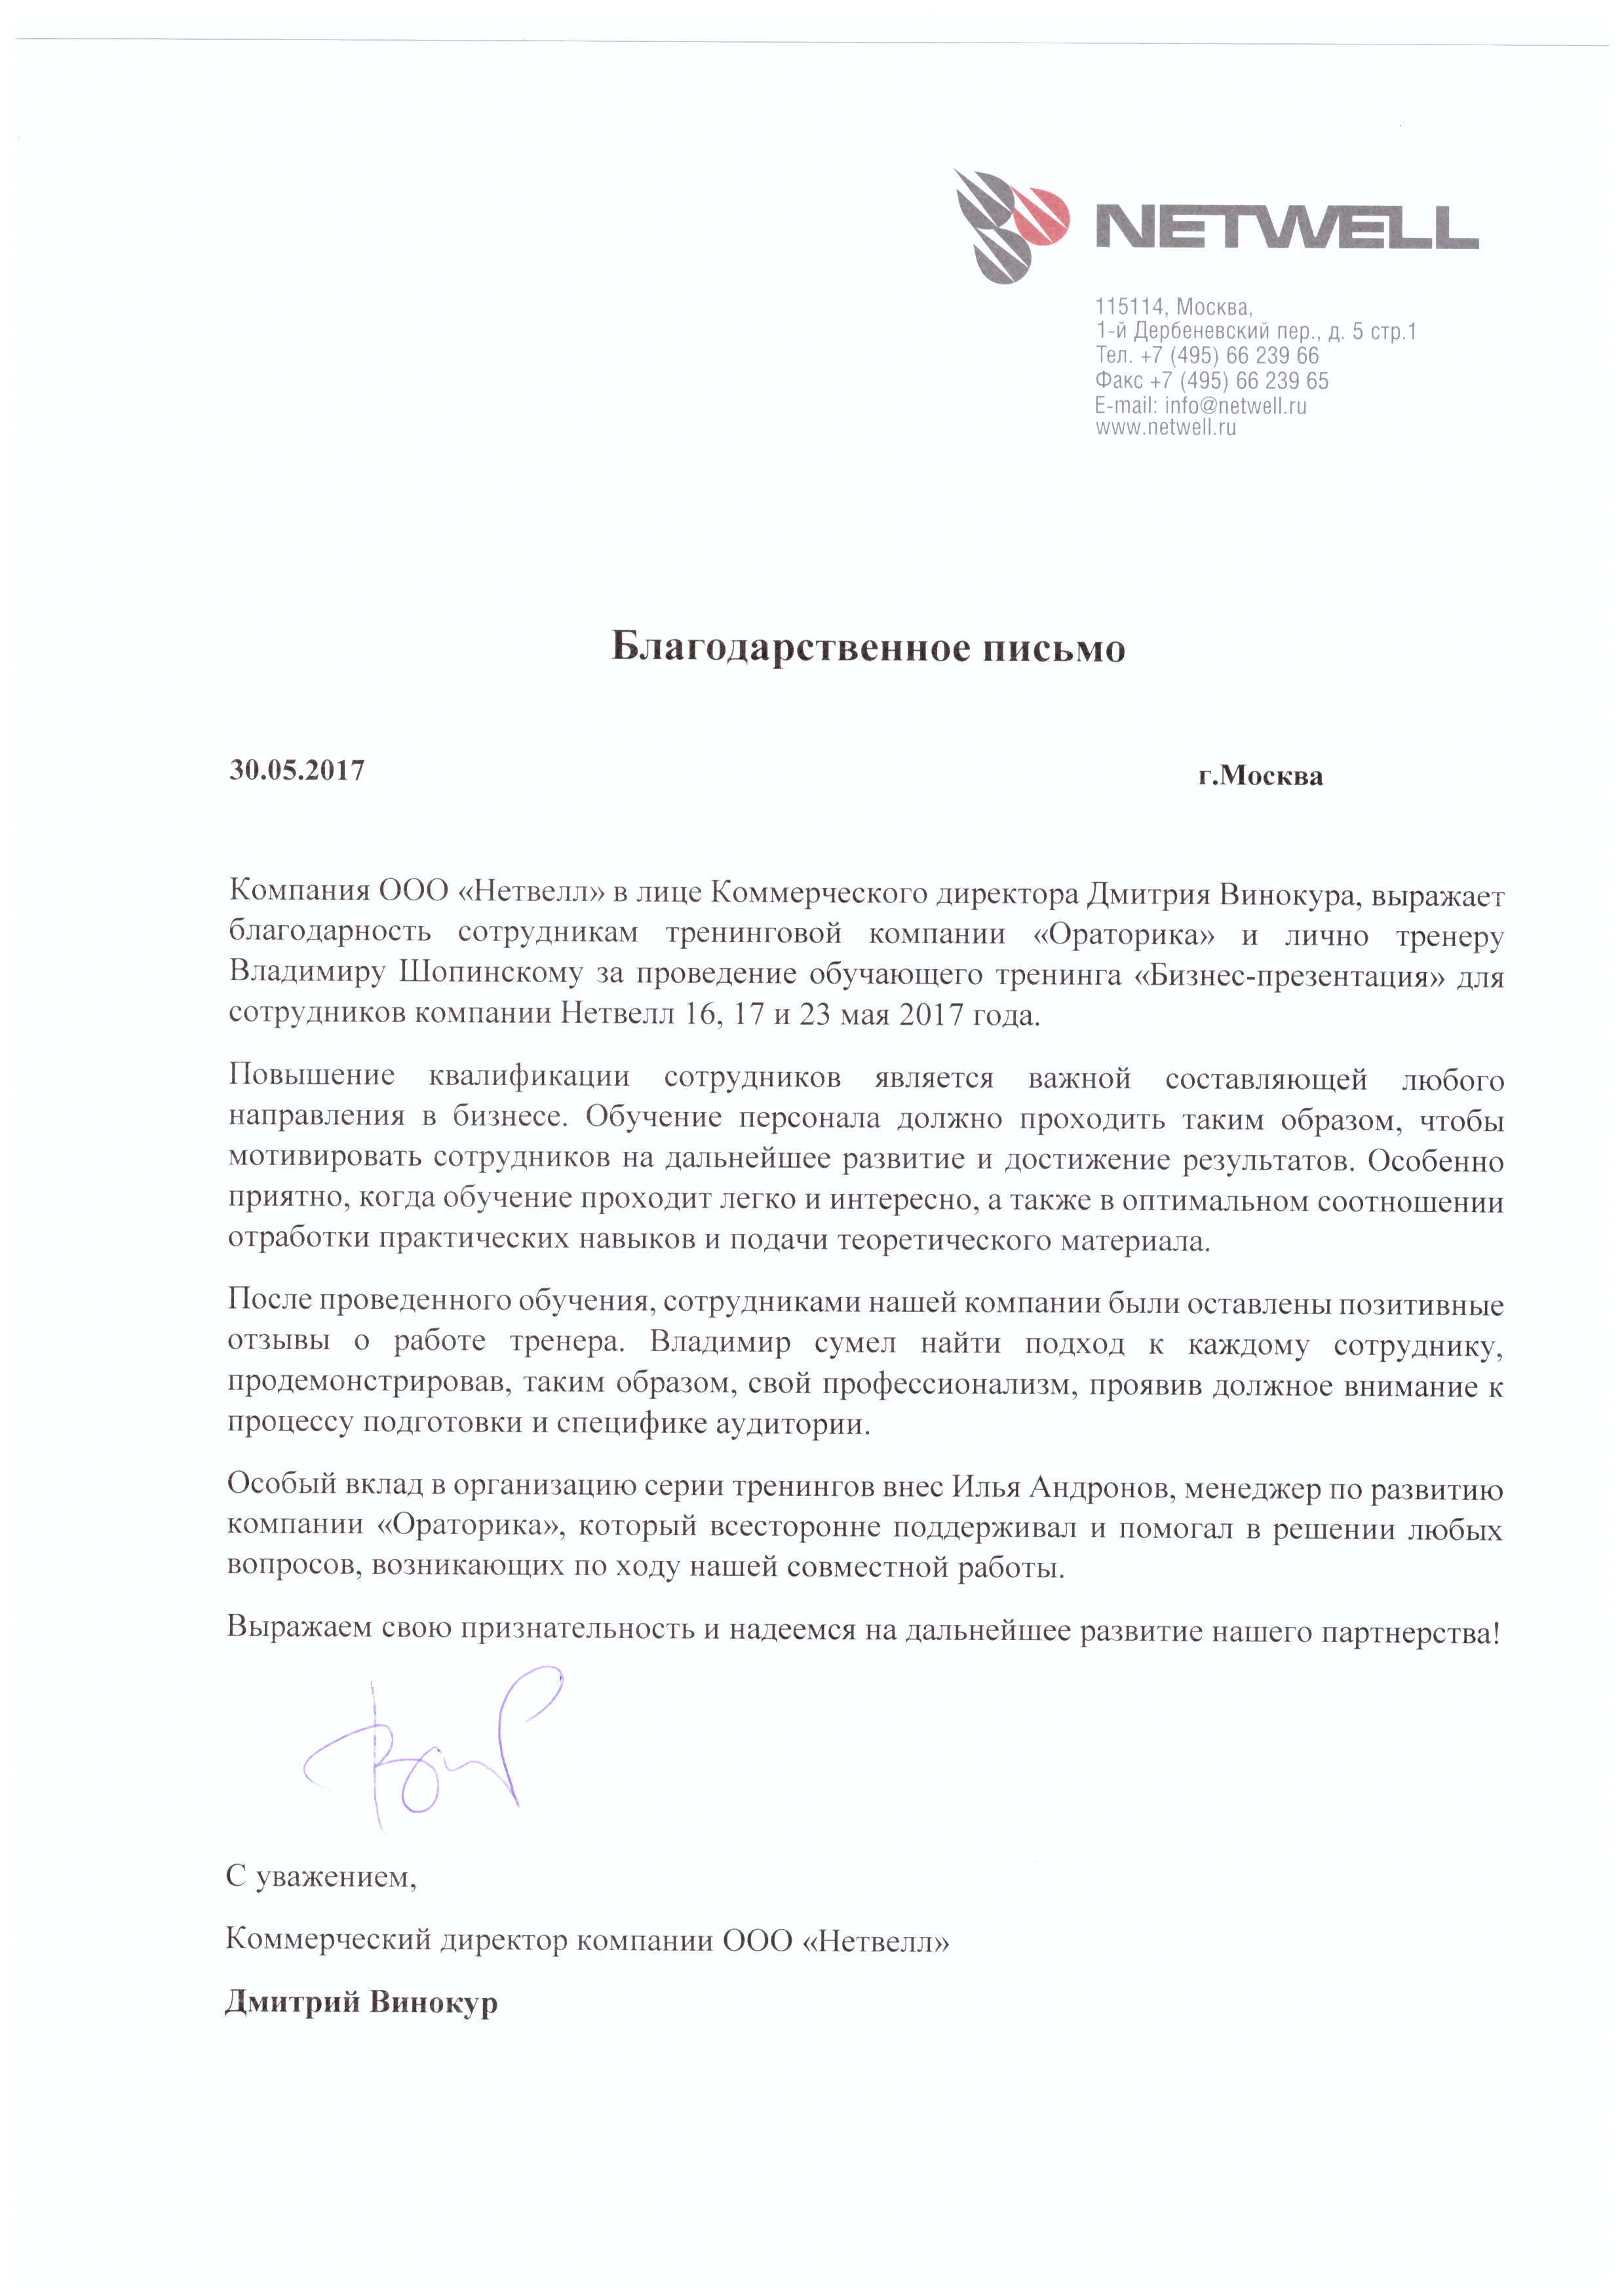 NETWELL
115114, Москва,
1-й Дербеневский пер., д. 5 стр.1
Тел. +7 (495) 66 239 66
Факс +7 (495) 66 239 65
E-mail: info@netwell.ru
www.netwell.ru
Благодарственное письмо
30.05.2017 г.Москва
Компания ООО «Нетвелл» в лице Коммерческого директора Дмитрия Винокура, выражает
благодарность сотрудникам тренинговой компании «Ораторика» и лично тренеру
Владимиру Шопинскому за проведение обучающего тренинга «Бизнес-презентация» для
сотрудников компании Нетвелл 16, 17 и 23 мая 2017 года.
Повышение квалификации сотрудников является важной составляющей любого
направления в бизнесе. Обучение персонала должно проходить таким образом, чтобы
мотивировать сотрудников на дальнейшее развитие и достижение результатов. Особенно
приятно, когда обучение проходит легко и интересно, а также в оптимальном соотношении
отработки практических навыков и подачи теоретического материала.
После проведенного обучения, сотрудниками нашей компании были оставлены позитивные
отзывы о работе тренера. Владимир сумел найти подход к каждому сотруднику,
продемонстрировав, таким образом, свой профессионализм, проявив должное внимание к
процессу подготовки и специфике аудитории.
Особый вклад в организацию серии тренингов внес Илья Андронов, менеджер по развитию
компании «Ораторика», который всесторонне поддерживал и помогал в решении любых
вопросов, возникающих по ходу нашей совместной работы.
Выражаем свою признательность и надеемся на дальнейшее развитие нашего партнерства!
С уважением,
Коммерческий директор компании ООО «Нетвелл»
Дмитрий Винокур